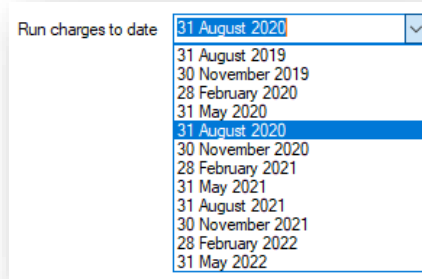 Run charges to date 31 August 2020
31 August 2019
30 November 2019
28 February 2020
31 May 2020
31 August 2020
30 November 2020
28 February 2021
31 May 2021
31 August 2021
30 November 2021
28 February 2022
31 May 2022